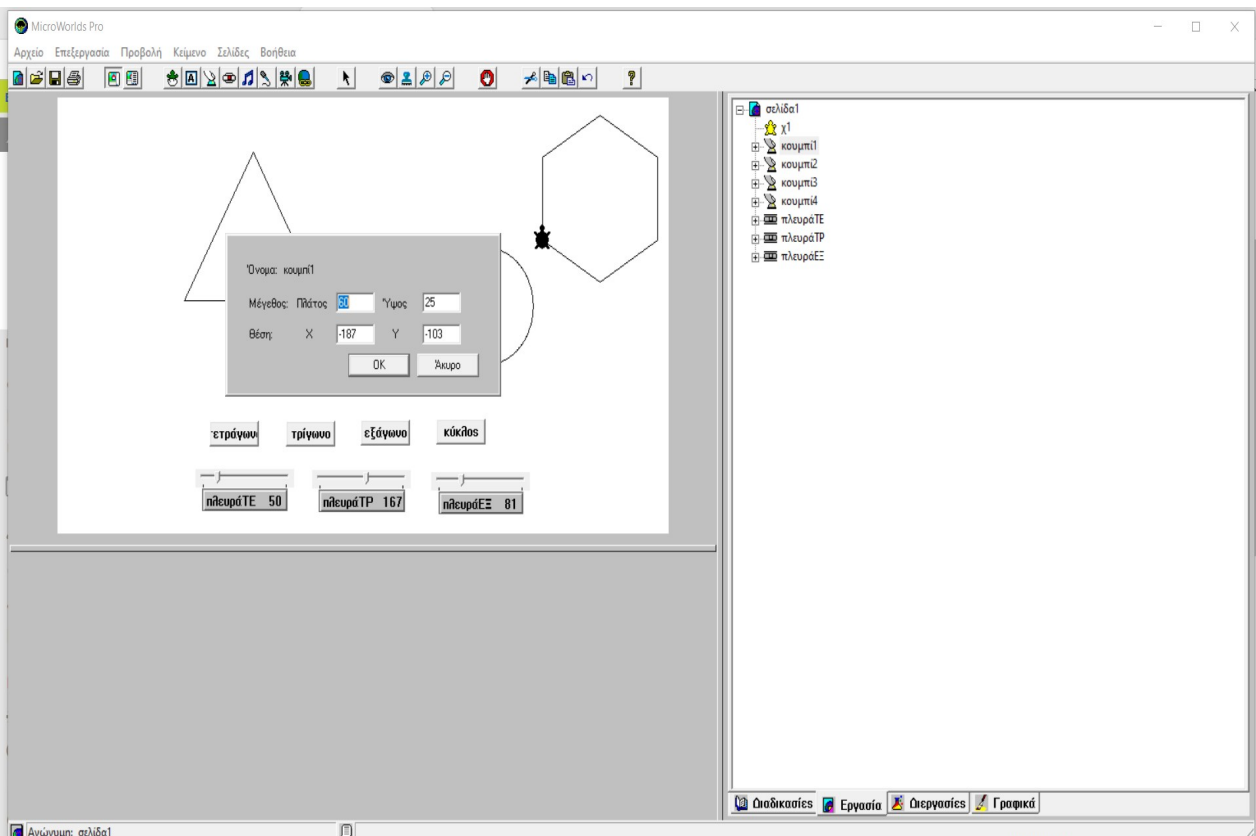 MicroWorlds Pro
Αρχείο Επεξεργασία Προβολή Κείμενο Σελίδες Βοήθεια
σελίδα1
χ1
κουμπί1
κουμπί2
κουμπί3
κουμπί4
πλευράΤΕ
πλευράΤΡ
πλευράΕΞ
Όνομα: κουμπί1
Μέγεθος: Πλάτος 60 Ύψος 25
Θέση: X -187 Y -103
OK Άκυρο
τετράγωνο τρίγωνο εξάγωνο κύκλος
πλευράΤΕ 50 πλευράΤΡ 167 πλευράΕΞ 81
Διαδικασίες Εργασία Διεργασίες Γραφικά
Ανώνυμη: σελίδα1